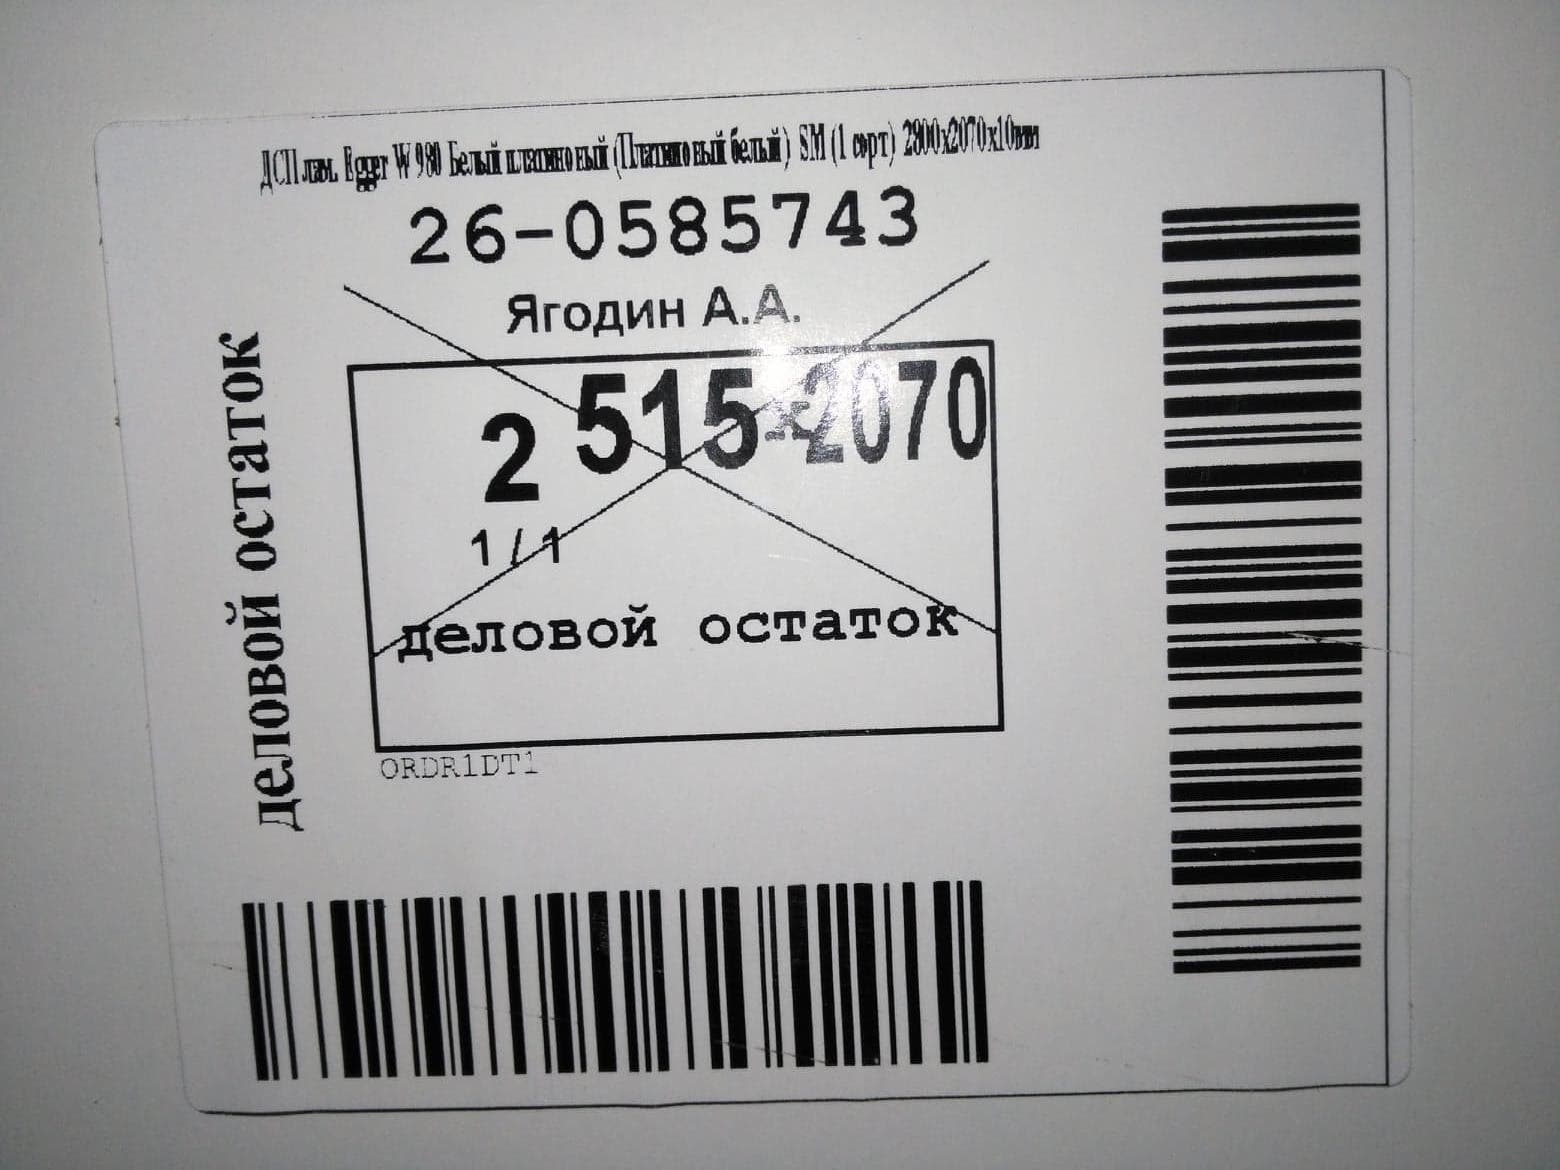 ДСП лам. Egger W 980 Белый платиновый (Платиновый белый) SM (1 сорт) 2800x2070x10мм
26-0585743
Ягодин А.А.
2 515x2070
1/1
деловой остаток
ORDR1DT1
деловой остаток